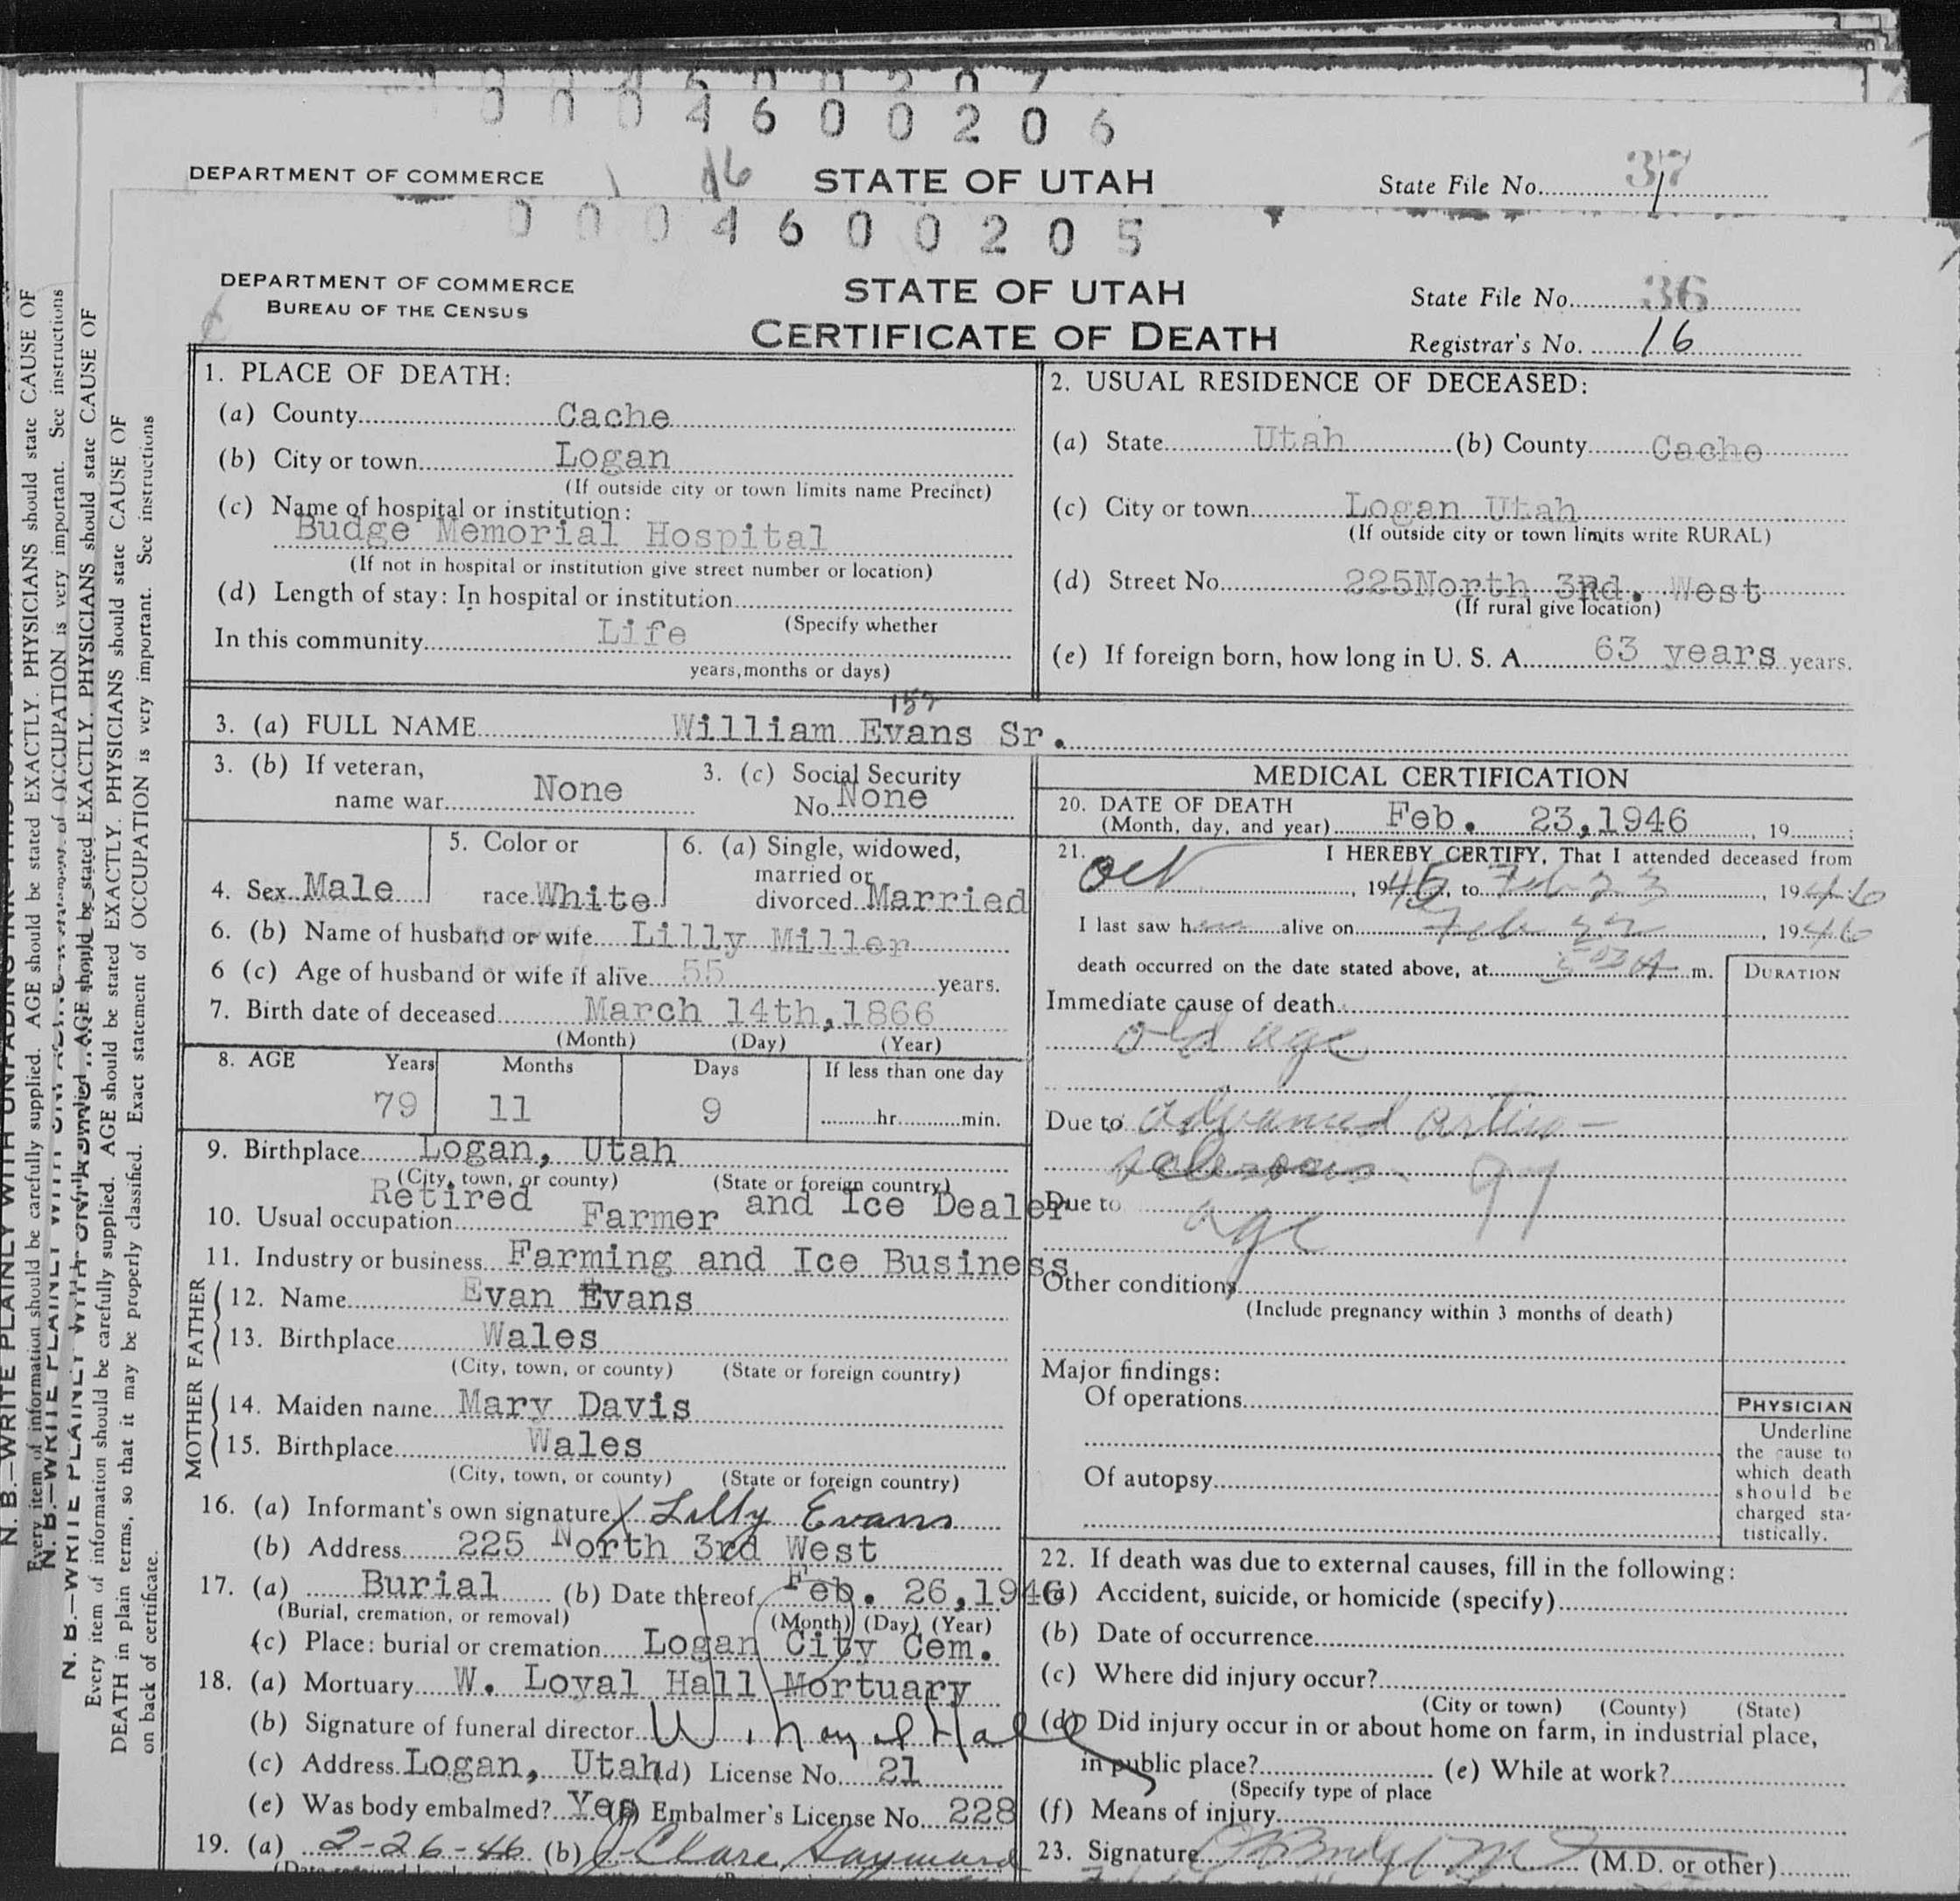 0004600206
DEPARTMENT OF COMMERCE
16
STATE OF UTAH
State File No. 37
0004600205
DEPARTMENT OF COMMERCE
BUREAU OF THE CENSUS
STATE OF UTAH
CERTIFICATE OF DEATH
State File No. 36
Registrar's No. 16
1. PLACE OF DEATH:
(a) County Cache
(b) City or town Logan
(If outside city or town limits name Precinct)
(c) Name of hospital or institution:
Budge Memorial Hospital
(If not in hospital or institution give street number or location)
(d) Length of stay: In hospital or institution
(Specify whether
In this community Life
years, months or days)
2. USUAL RESIDENCE OF DECEASED:
(a) State Utah (b) County Cache
(c) City or town Logan Utah
(If outside city or town limits write RURAL)
(d) Street No. 225North 3Rd. West
(If rural give location)
(e) If foreign born, how long in U. S. A. 63 years years.
157
3. (a) FULL NAME William Evans Sr.
3. (b) If veteran,
name war None
3. (c) Social Security
No. None
4. Sex Male
5. Color or
race White
6. (a) Single, widowed,
married or
divorced Married
6. (b) Name of husband or wife Lilly Miller
6 (c) Age of husband or wife if alive 55 years.
7. Birth date of deceased March 14th, 1866
(Month) (Day) (Year)
8. AGE Years Months Days If less than one day
79 11 9 hr. min.
9. Birthplace Logan, Utah
(City, town, or county) (State or foreign country)
10. Usual occupation Retired Farmer and Ice Dealer
11. Industry or business Farming and Ice Business
FATHER
12. Name Evan Evans
13. Birthplace Wales
(City, town, or county) (State or foreign country)
MOTHER
14. Maiden name Mary Davis
15. Birthplace Wales
(City, town, or county) (State or foreign country)
16. (a) Informant's own signature Lilly Evans
(b) Address 225 North 3rd West
17. (a) Burial (b) Date thereof Feb. 26, 1946
(Burial, cremation, or removal) (Month) (Day) (Year)
(c) Place: burial or cremation Logan City Cem.
18. (a) Mortuary W. Loyal Hall Mortuary
(b) Signature of funeral director W. Loyal Hall
(c) Address Logan, Utah (d) License No. 21
(e) Was body embalmed? Yes (f) Embalmer's License No. 228
19. (a) 2-26-46 (b) Clare Hayward
MEDICAL CERTIFICATION
20. DATE OF DEATH
(Month, day, and year) Feb. 23, 1946, 19
21. I HEREBY CERTIFY, That I attended deceased from
Oct, 1945, to Feb 23, 1946
I last saw him alive on Feb 22, 1946
death occurred on the date stated above, at A m.
DURATION
Immediate cause of death
old age
Due to advanced arterio-
sclerosis 97
Due to age
Other conditions
(Include pregnancy within 3 months of death)
Major findings:
Of operations
Of autopsy
PHYSICIAN
Underline
the cause to
which death
should be
charged sta-
tistically.
22. If death was due to external causes, fill in the following:
(a) Accident, suicide, or homicide (specify)
(b) Date of occurrence
(c) Where did injury occur?
(City or town) (County) (State)
(d) Did injury occur in or about home on farm, in industrial place,
in public place? (e) While at work?
(Specify type of place
(f) Means of injury
23. Signature (M.D. or other)
N. B.—WRITE PLAINLY WITH UNFADING INK
Every item of information should be carefully supplied. AGE should be stated EXACTLY. PHYSICIANS should state CAUSE OF
DEATH in plain terms, so that it may be properly classified. Exact statement of OCCUPATION is very important. See instructions
on back of certificate.